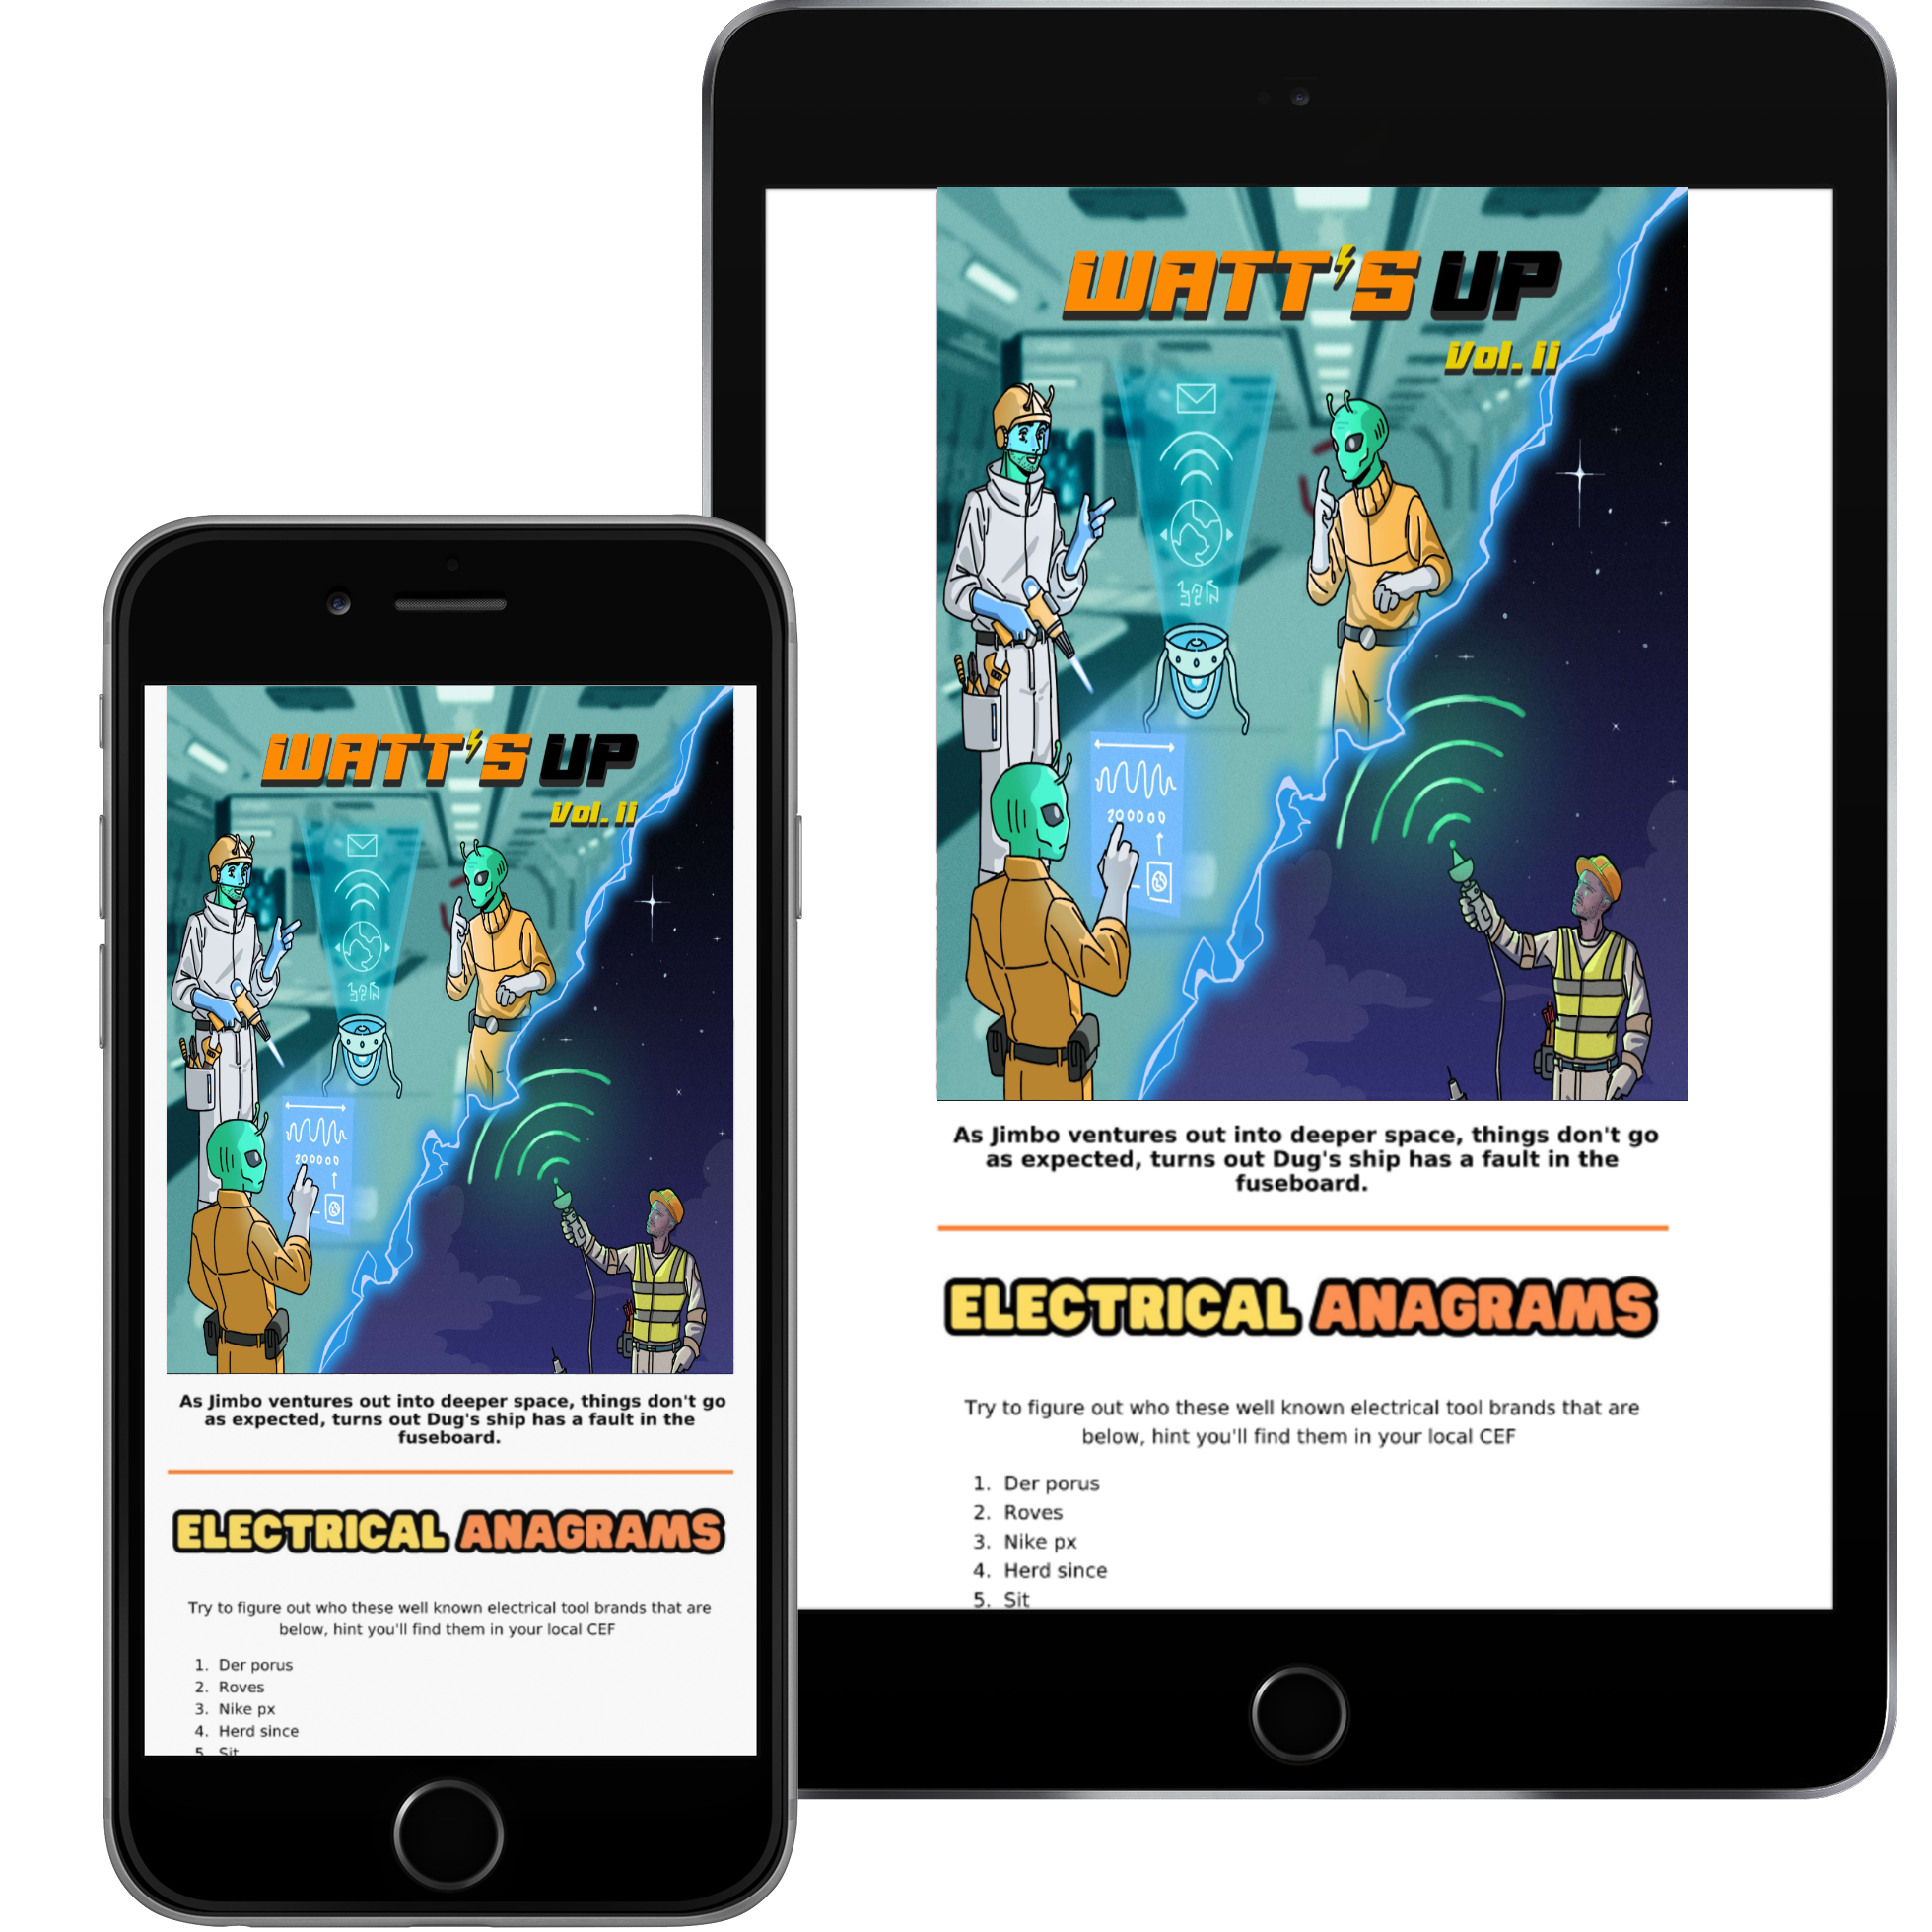 WATT'S UP
Vol. II
200000
As Jimbo ventures out into deeper space, things don't go
as expected, turns out Dug's ship has a fault in the
fuseboard.
ELECTRICAL ANAGRAMS
Try to figure out who these well known electrical tool brands that are
below, hint you'll find them in your local CEF
1. Der porus
2. Roves
3. Nike px
4. Herd since
5. Sit
WATT'S UP
Vol. II
200000
As Jimbo ventures out into deeper space, things don't go
as expected, turns out Dug's ship has a fault in the
fuseboard.
ELECTRICAL ANAGRAMS
Try to figure out who these well known electrical tool brands that are
below, hint you'll find them in your local CEF
1. Der porus
2. Roves
3. Nike px
4. Herd since
5. Sit